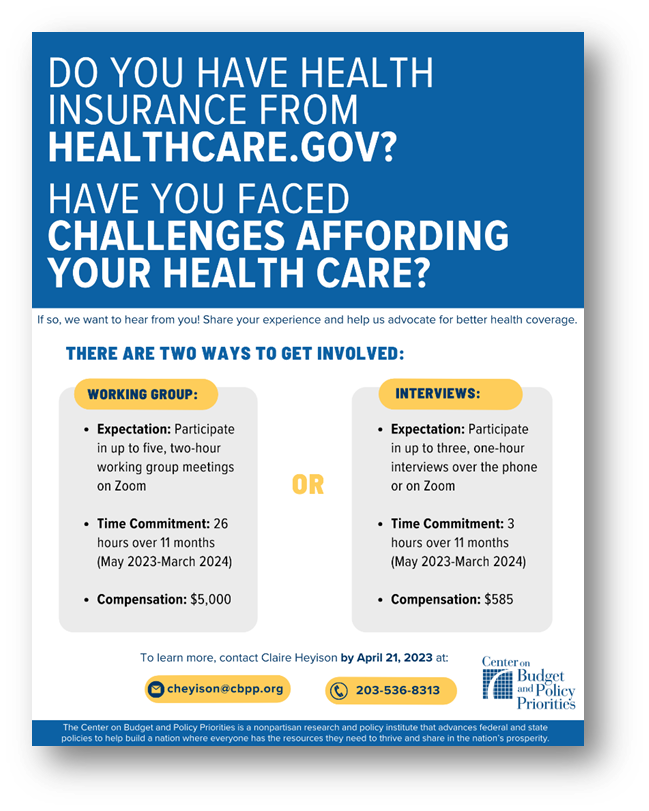 DO YOU HAVE HEALTH
INSURANCE FROM
HEALTHCARE.GOV?
HAVE YOU FACED
CHALLENGES AFFORDING
YOUR HEALTH CARE?
If so, we want to hear from you! Share your experience and help us advocate for better health coverage.
THERE ARE TWO WAYS TO GET INVOLVED:
WORKING GROUP:
• Expectation: Participate
in up to five, two-hour
working group meetings
on Zoom
• Time Commitment: 26
hours over 11 months
(May 2023-March 2024)
• Compensation: $5,000
OR
INTERVIEWS:
• Expectation: Participate
in up to three, one-hour
interviews over the phone
or on Zoom
• Time Commitment: 3
hours over 11 months
(May 2023-March 2024)
• Compensation: $585
To learn more, contact Claire Heyison by April 21, 2023 at:
cheyison@cbpp.org
203-536-8313
Center on
Budget
and Policy
Priorities
The Center on Budget and Policy Priorities is a nonpartisan research and policy institute that advances federal and state
policies to help build a nation where everyone has the resources they need to thrive and share in the nation's prosperity.